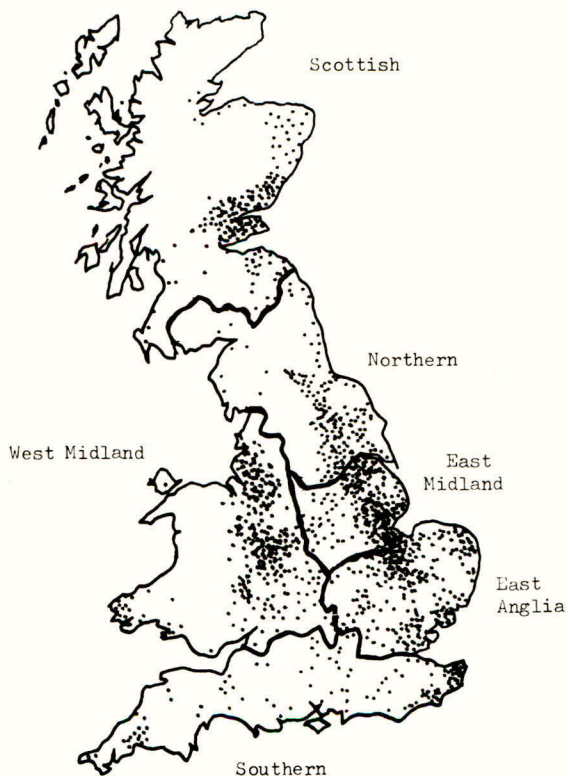 Scottish
Northern
West Midland
East
Midland
East
Anglia
Southern